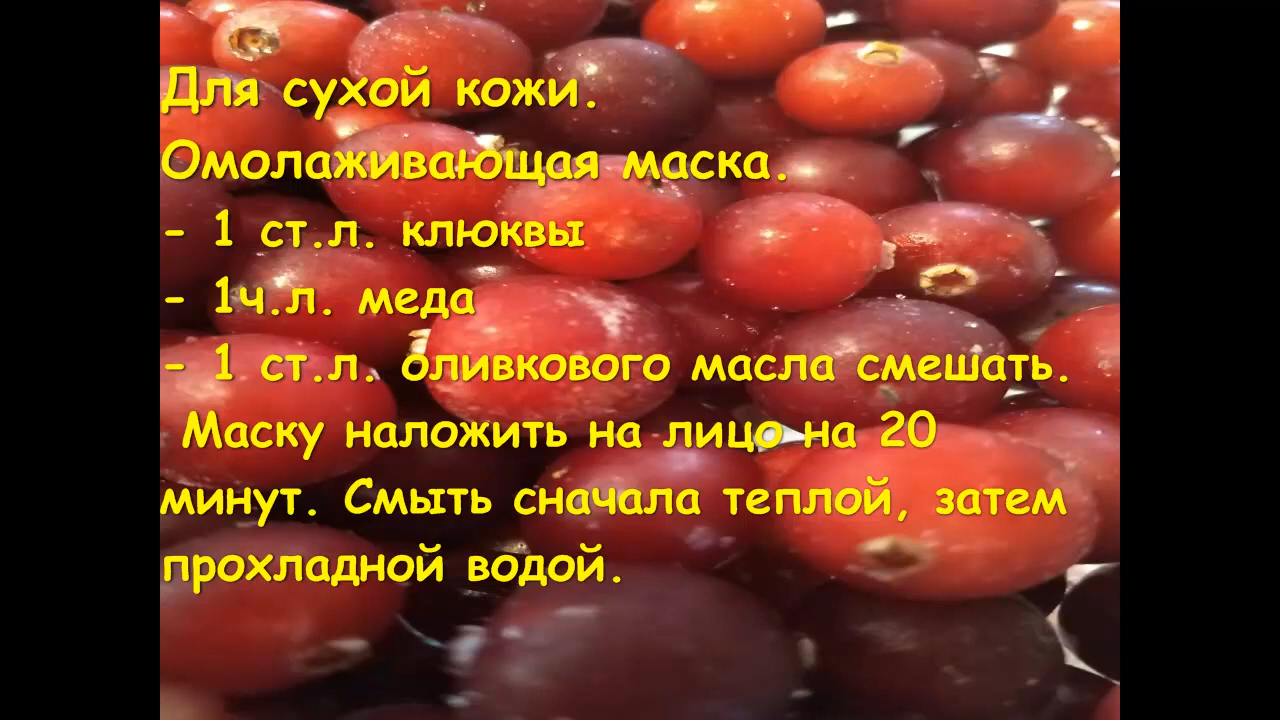 Для сухой кожи.
Омолаживающая маска.
- 1 ст.л. клюквы
- 1ч.л. меда
- 1 ст.л. оливкового масла смешать.
Маску наложить на лицо на 20
минут. Смыть сначала теплой, затем
прохладной водой.